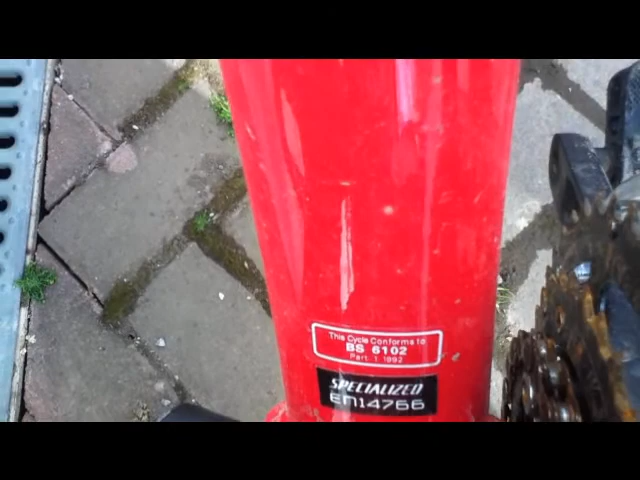 This Cycle Conforms to
BS 6102
Part. 1 1992
SPECIALIZED
EN14766